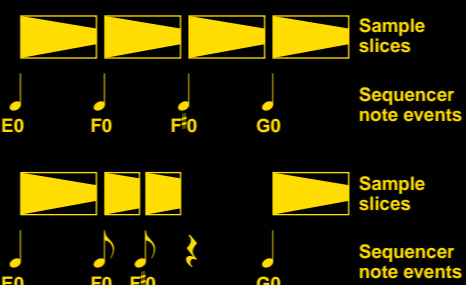 Sample
slices
Sequencer
note events
E0 F0 F♯0 G0
Sample
slices
Sequencer
note events
E0 F0 F♯0 G0